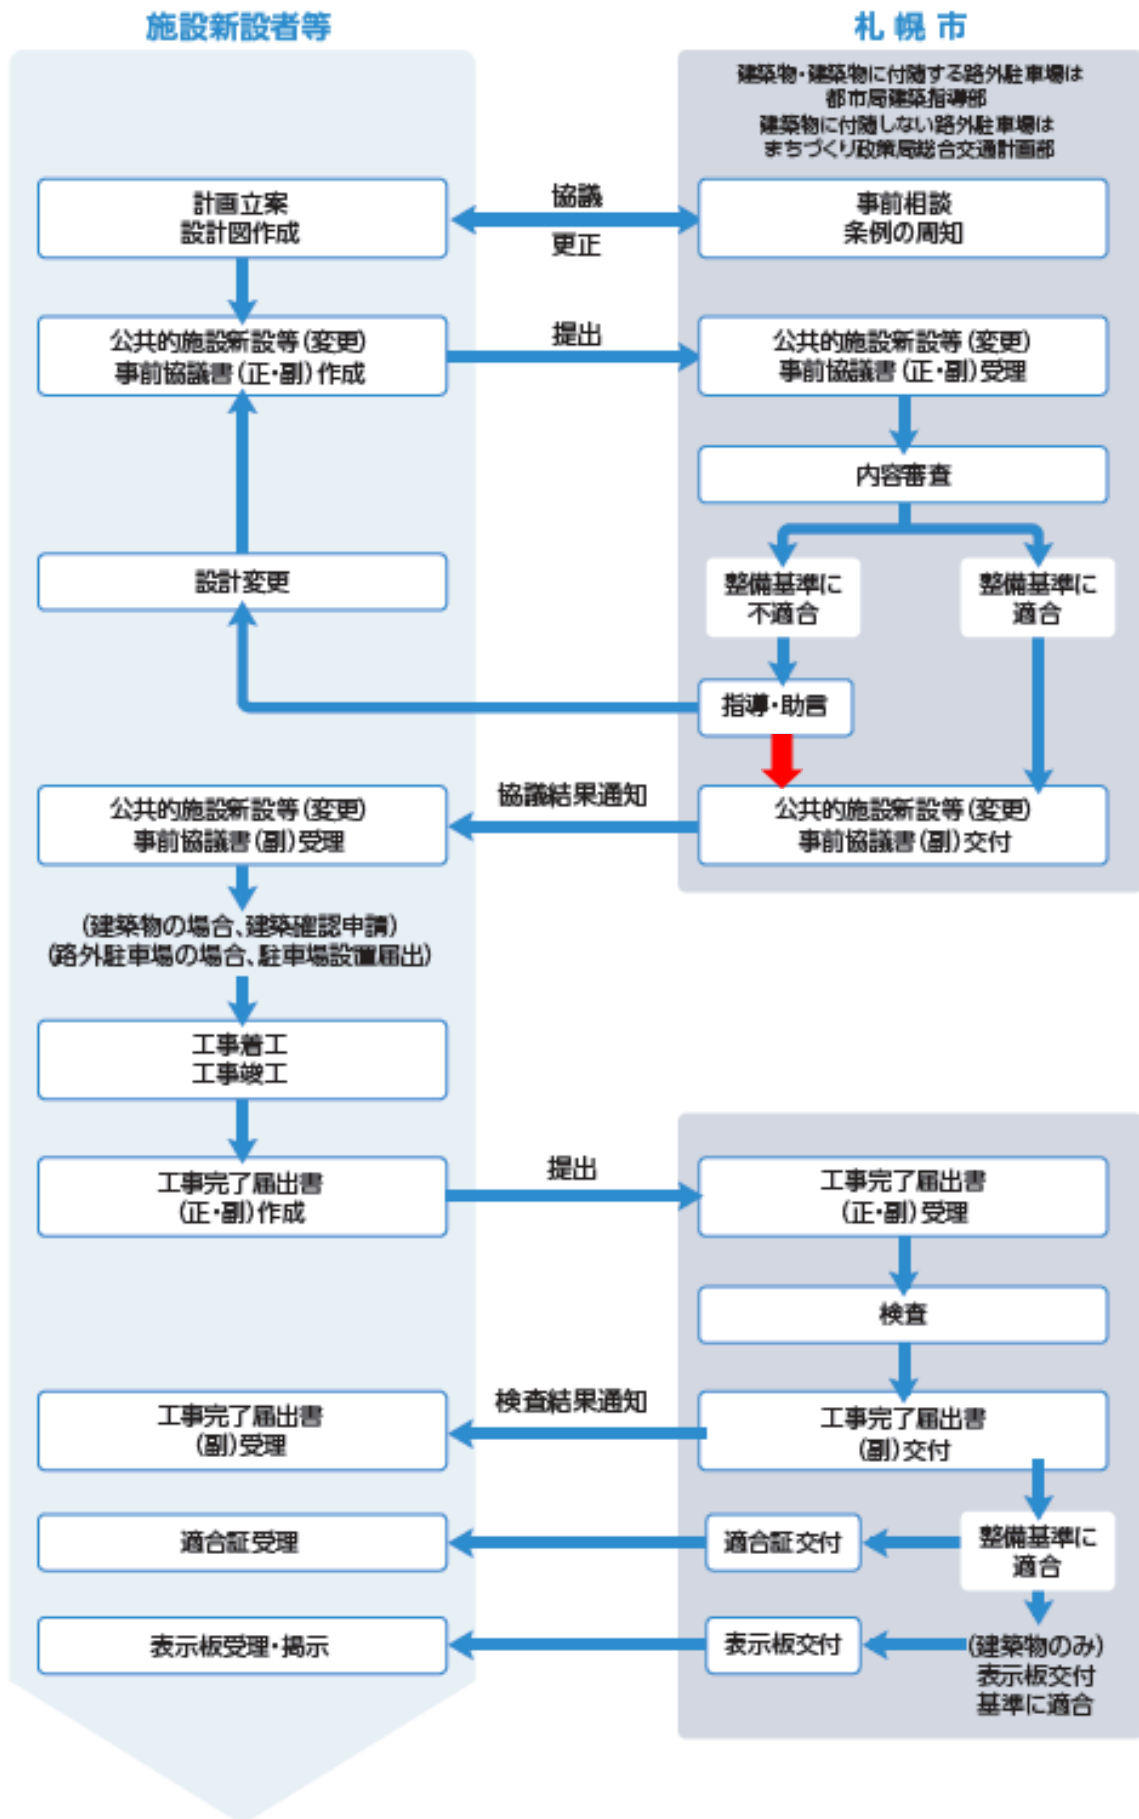 施設新設者等
札幌市
建築物・建築物に付随する路外駐車場は
都市局建築指導部
建築物に付随しない路外駐車場は
まちづくり政策局総合交通計画部
計画立案
設計図作成
協議
更正
事前相談
条例の周知
公共的施設新設等(変更)
事前協議書(正・副)作成
提出
公共的施設新設等(変更)
事前協議書(正・副)受理
内容審査
設計変更
整備基準に
不適合
整備基準に
適合
指導・助言
公共的施設新設等(変更)
事前協議書(副)受理
協議結果通知
公共的施設新設等(変更)
事前協議書(副)交付
(建築物の場合、建築確認申請)
(路外駐車場の場合、駐車場設置届出)
工事着工
工事竣工
工事完了届出書
(正・副)作成
提出
工事完了届出書
(正・副)受理
検査
工事完了届出書
(副)受理
検査結果通知
工事完了届出書
(副)交付
適合証受理
適合証交付
整備基準に
適合
表示板受理・掲示
表示板交付
(建築物のみ)
表示板交付
基準に適合